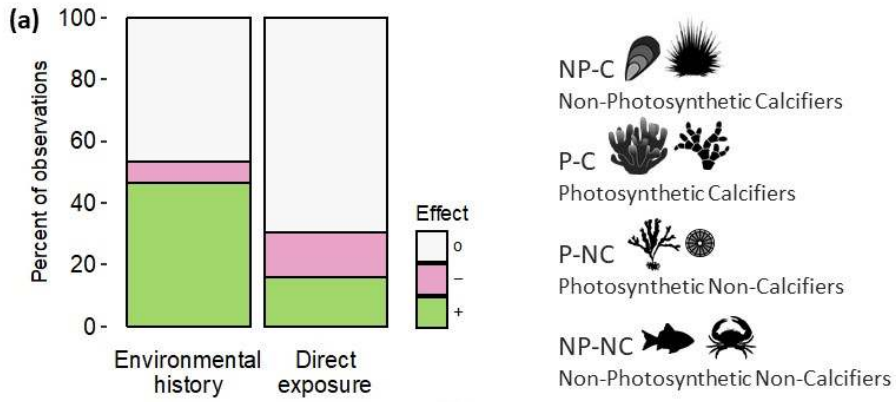 (a)
Percent of observations
100
80
60
40
20
0
Environmental
history
Direct
exposure
Effect
o
–
+
NP-C
Non-Photosynthetic Calcifiers
P-C
Photosynthetic Calcifiers
P-NC
Photosynthetic Non-Calcifiers
NP-NC
Non-Photosynthetic Non-Calcifiers